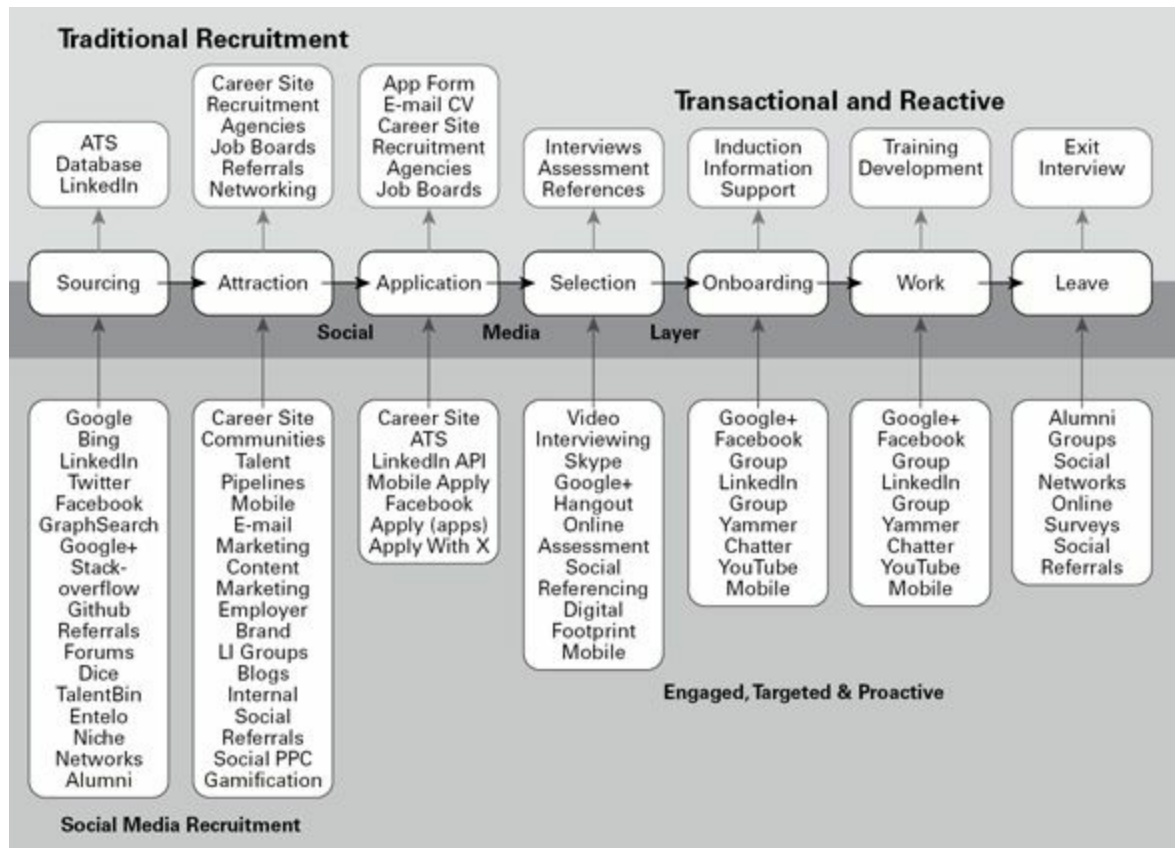 Traditional Recruitment
Transactional and Reactive
ATS
Database
LinkedIn
Career Site
Recruitment
Agencies
Job Boards
Referrals
Networking
App Form
E-mail CV
Career Site
Recruitment
Agencies
Job Boards
Interviews
Assessment
References
Induction
Information
Support
Training
Development
Exit
Interview
Sourcing
Attraction
Application
Selection
Onboarding
Work
Leave
Social Media Layer
Google
Bing
LinkedIn
Twitter
Facebook
GraphSearch
Google+
Stack-
overflow
Github
Referrals
Forums
Dice
TalentBin
Entelo
Niche
Networks
Alumni
Career Site
Communities
Talent
Pipelines
Mobile
E-mail
Marketing
Content
Marketing
Employer
Brand
LI Groups
Blogs
Internal
Social
Referrals
Social PPC
Gamification
Career Site
ATS
LinkedIn API
Mobile Apply
Facebook
Apply (apps)
Apply With X
Video
Interviewing
Skype
Google+
Hangout
Online
Assessment
Social
Referencing
Digital
Footprint
Mobile
Google+
Facebook
Group
LinkedIn
Group
Yammer
Chatter
YouTube
Mobile
Google+
Facebook
Group
LinkedIn
Group
Yammer
Chatter
YouTube
Mobile
Alumni
Groups
Social
Networks
Online
Surveys
Social
Referrals
Engaged, Targeted & Proactive
Social Media Recruitment